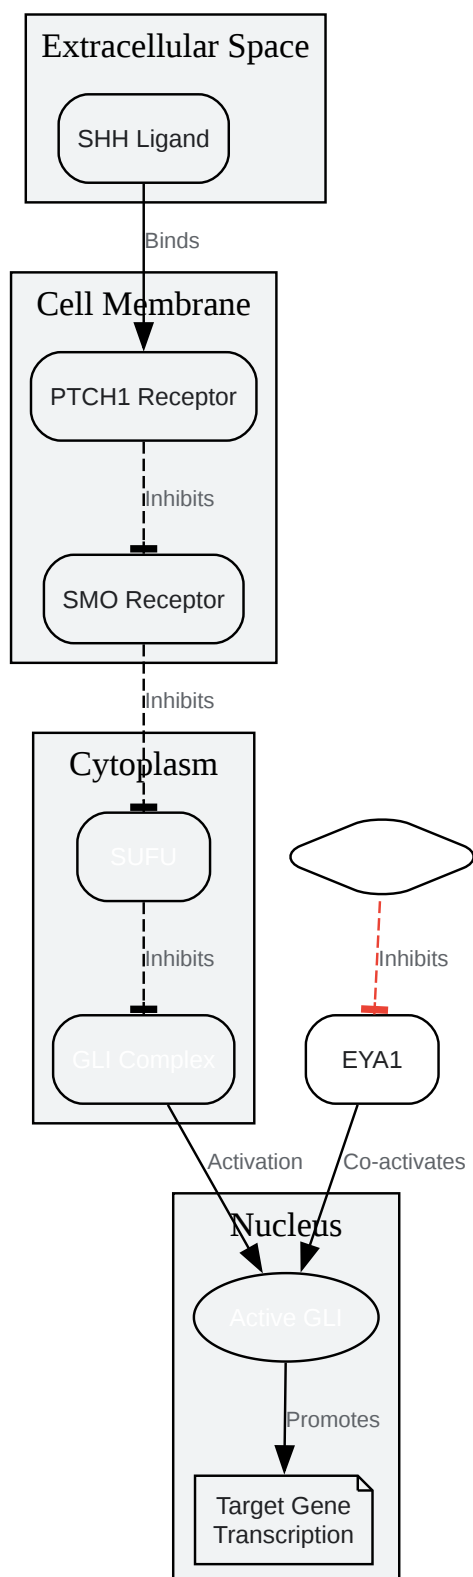 Extracellular Space
SHH Ligand
Binds
Cell Membrane
PTCH1 Receptor
Inhibits
SMO Receptor
Inhibits
Cytoplasm
SUFU
Inhibits
Inhibits
GLI Complex
EYA1
Activation
Co-activates
Nucleus
Active GLI
Promotes
Target Gene
Transcription